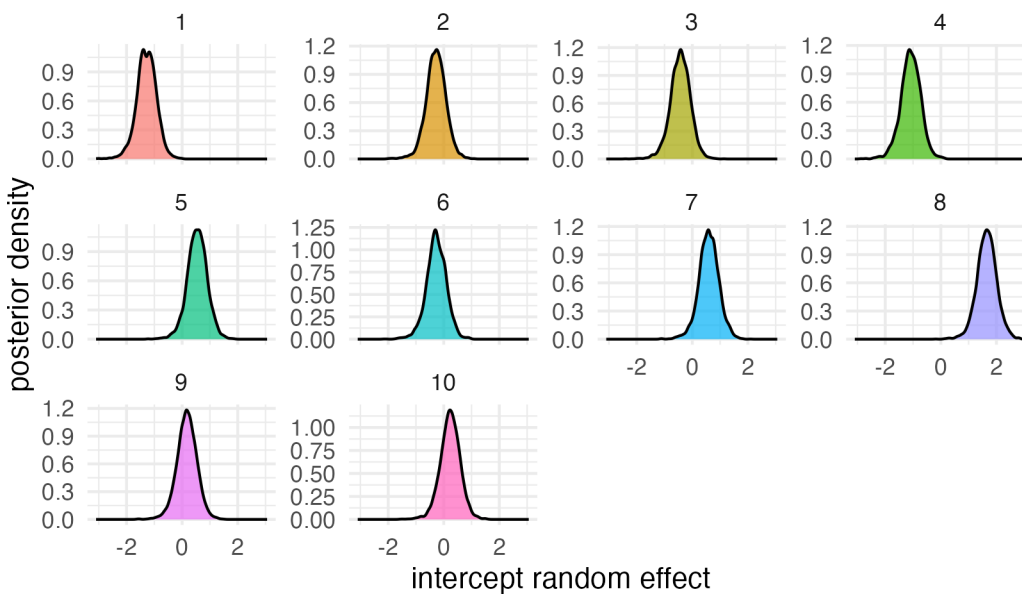 1 2 3 4
0.9 1.2 1.2 1.2
0.6 0.9 0.9 0.9
0.3 0.6 0.6 0.6
0.0 0.3 0.3 0.3
0.0 0.0 0.0
5 6 7 8
0.9 1.25 1.2 1.2
0.6 1.00 0.9 0.9
0.3 0.75 0.6 0.6
0.0 0.50 0.3 0.3
0.25 0.0 0.0
0.00
-2 0 2 -2 0 2
9 10
1.2 1.00
0.9 0.75
0.6 0.50
0.3 0.25
0.0 0.00
-2 0 2 -2 0 2
posterior density
intercept random effect